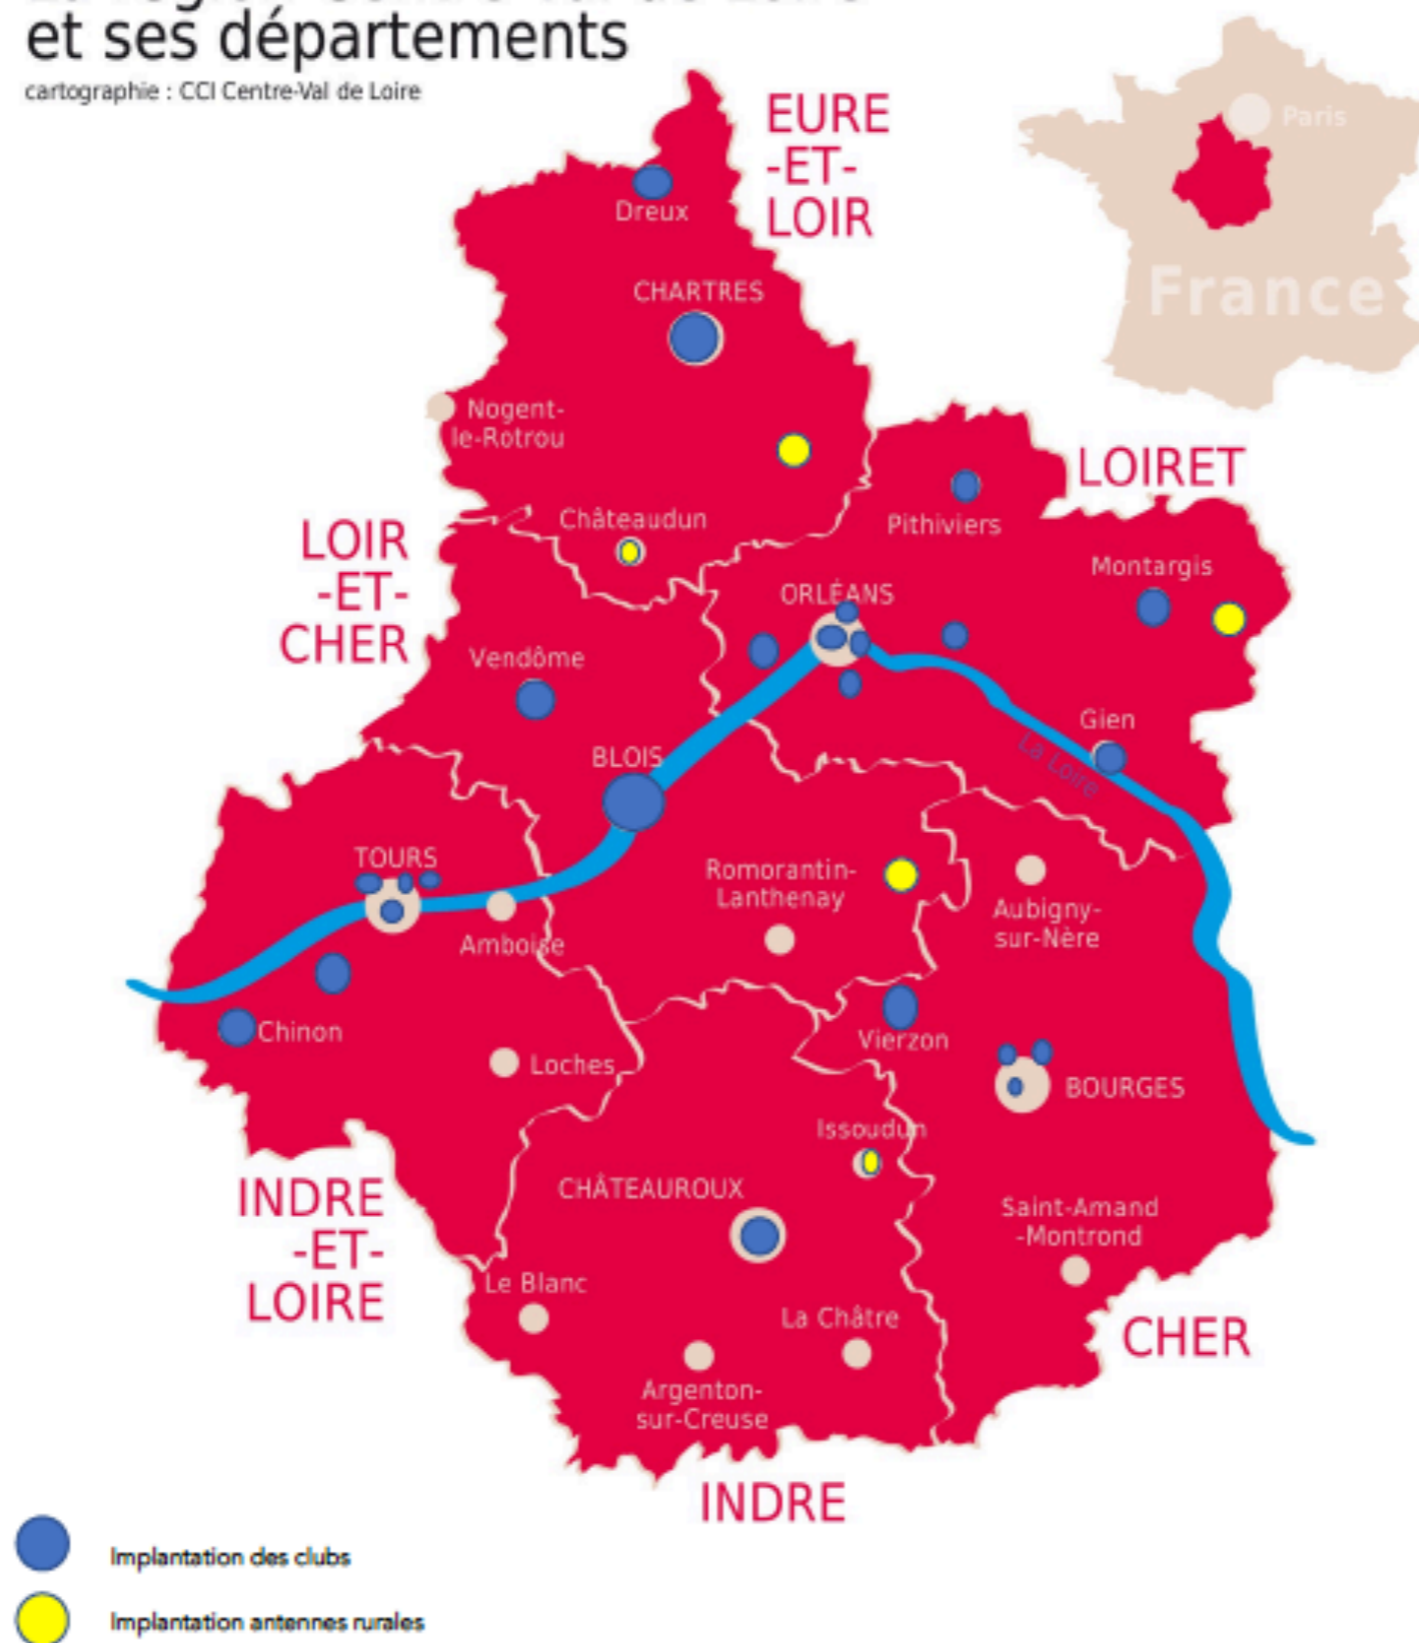 et ses départements
cartographie : CCI Centre-Val de Loire
EURE
-ET-
LOIR
Paris
France
Dreux
CHARTRES
Nogent-
le-Rotrou
LOIRET
Châteaudun
Pithiviers
LOIR
-ET-
CHER
Montargis
ORLÉANS
Vendôme
Gien
La Loire
BLOIS
TOURS
Romorantin-
Lanthenay
Aubigny-
sur-Nère
Amboise
Chinon
Vierzon
Loches
BOURGES
Issoudun
INDRE
-ET-
LOIRE
CHÂTEAUROUX
Saint-Amand
-Montrond
Le Blanc
La Châtre
CHER
Argenton-
sur-Creuse
INDRE
Implantation des clubs
Implantation antennes rurales